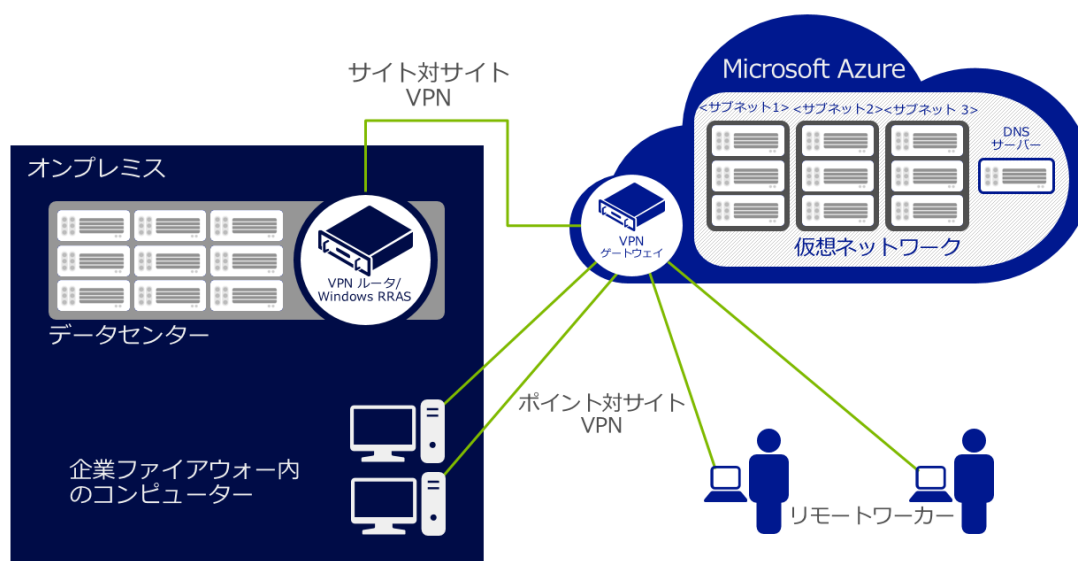 サイト対サイト
VPN
Microsoft Azure
<サブネット1> <サブネット2> <サブネット 3>
DNS
サーバー
仮想ネットワーク
VPN
ゲートウェイ
オンプレミス
VPN ルータ/
Windows RRAS
データセンター
ポイント対サイト
VPN
企業ファイアウォー内
のコンピューター
リモートワーカー